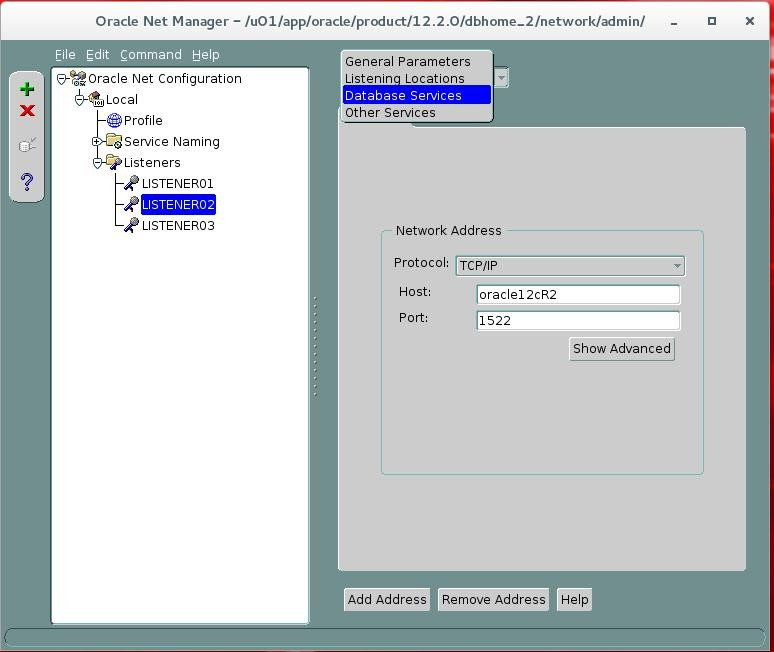 Oracle Net Manager – /u01/app/oracle/product/12.2.0/dbhome_2/network/admin/
File Edit Command Help
Oracle Net Configuration
Local
Profile
Service Naming
Listeners
LISTENER01
LISTENER02
LISTENER03
General Parameters
Listening Locations
Database Services
Other Services
Network Address
Protocol: TCP/IP
Host: oracle12cR2
Port: 1522
Show Advanced
Add Address Remove Address Help